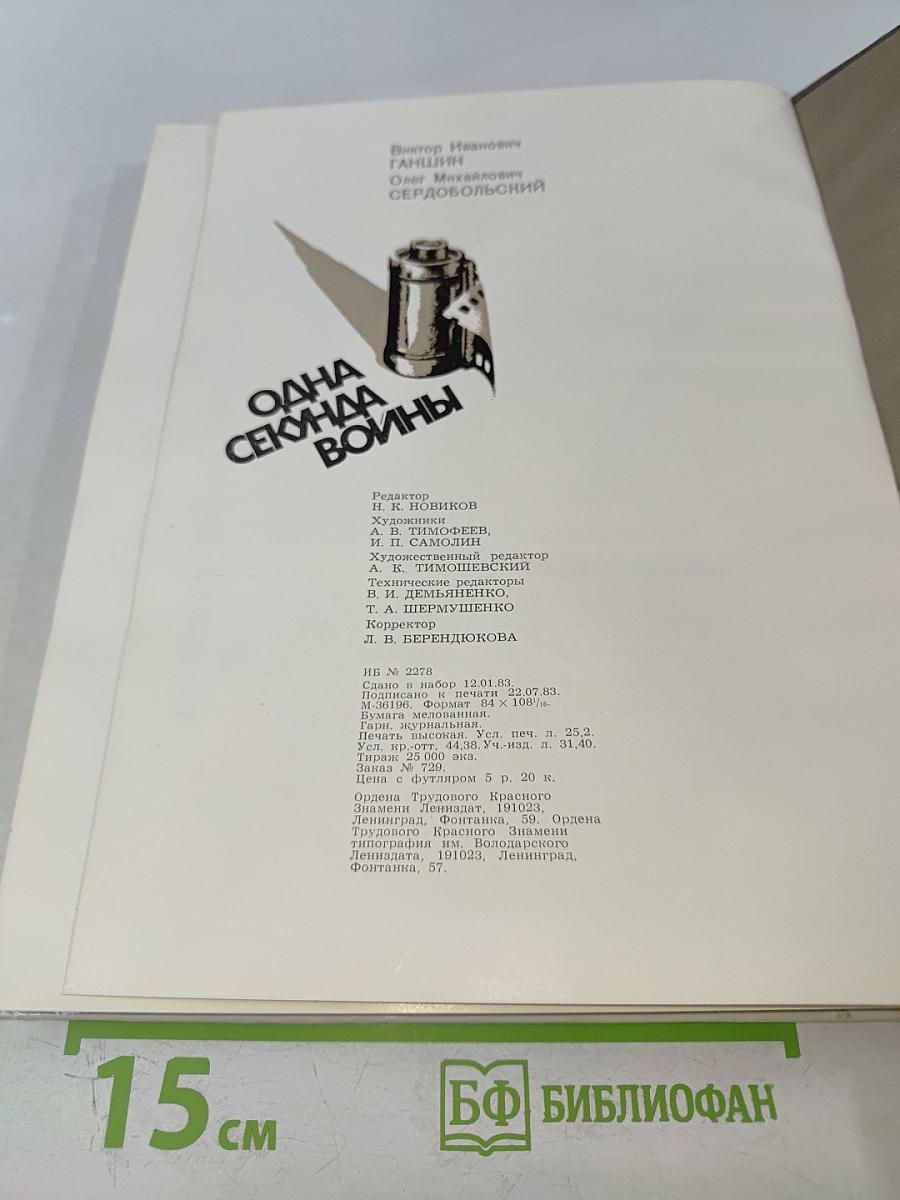 Виктор Иванович
ГАНШИН
Олег Михайлович
СЕРДОБОЛЬСКИЙ
ОДНА
СЕКУНДА
ВОЙНЫ
Редактор
Н. К. НОВИКОВ
Художники
А. В. ТИМОФЕЕВ,
И. П. САМОЛИН
Художественный редактор
А. К. ТИМОШЕВСКИЙ
Технические редакторы
В. И. ДЕМЬЯНЕНКО,
Т. А. ШЕРМУШЕНКО
Корректор
Л. В. БЕРЕНДЮКОВА
ИБ № 2278
Сдано в набор 12.01.83.
Подписано к печати 22.07.83.
М-36196. Формат 84 × 108¹/₁₆.
Бумага мелованная.
Гарн. журнальная.
Печать высокая. Усл. печ. л. 25,2.
Усл. кр.-отт. 44,38. Уч.-изд. л. 31,40.
Тираж 25 000 экз.
Заказ № 729.
Цена с футляром 5 р. 20 к.
Ордена Трудового Красного
Знамени Лениздат, 191023,
Ленинград, Фонтанка, 59. Ордена
Трудового Красного Знамени
типография им. Володарского
Лениздата, 191023, Ленинград,
Фонтанка, 57.
15 см
БФ БИБЛИОФАН